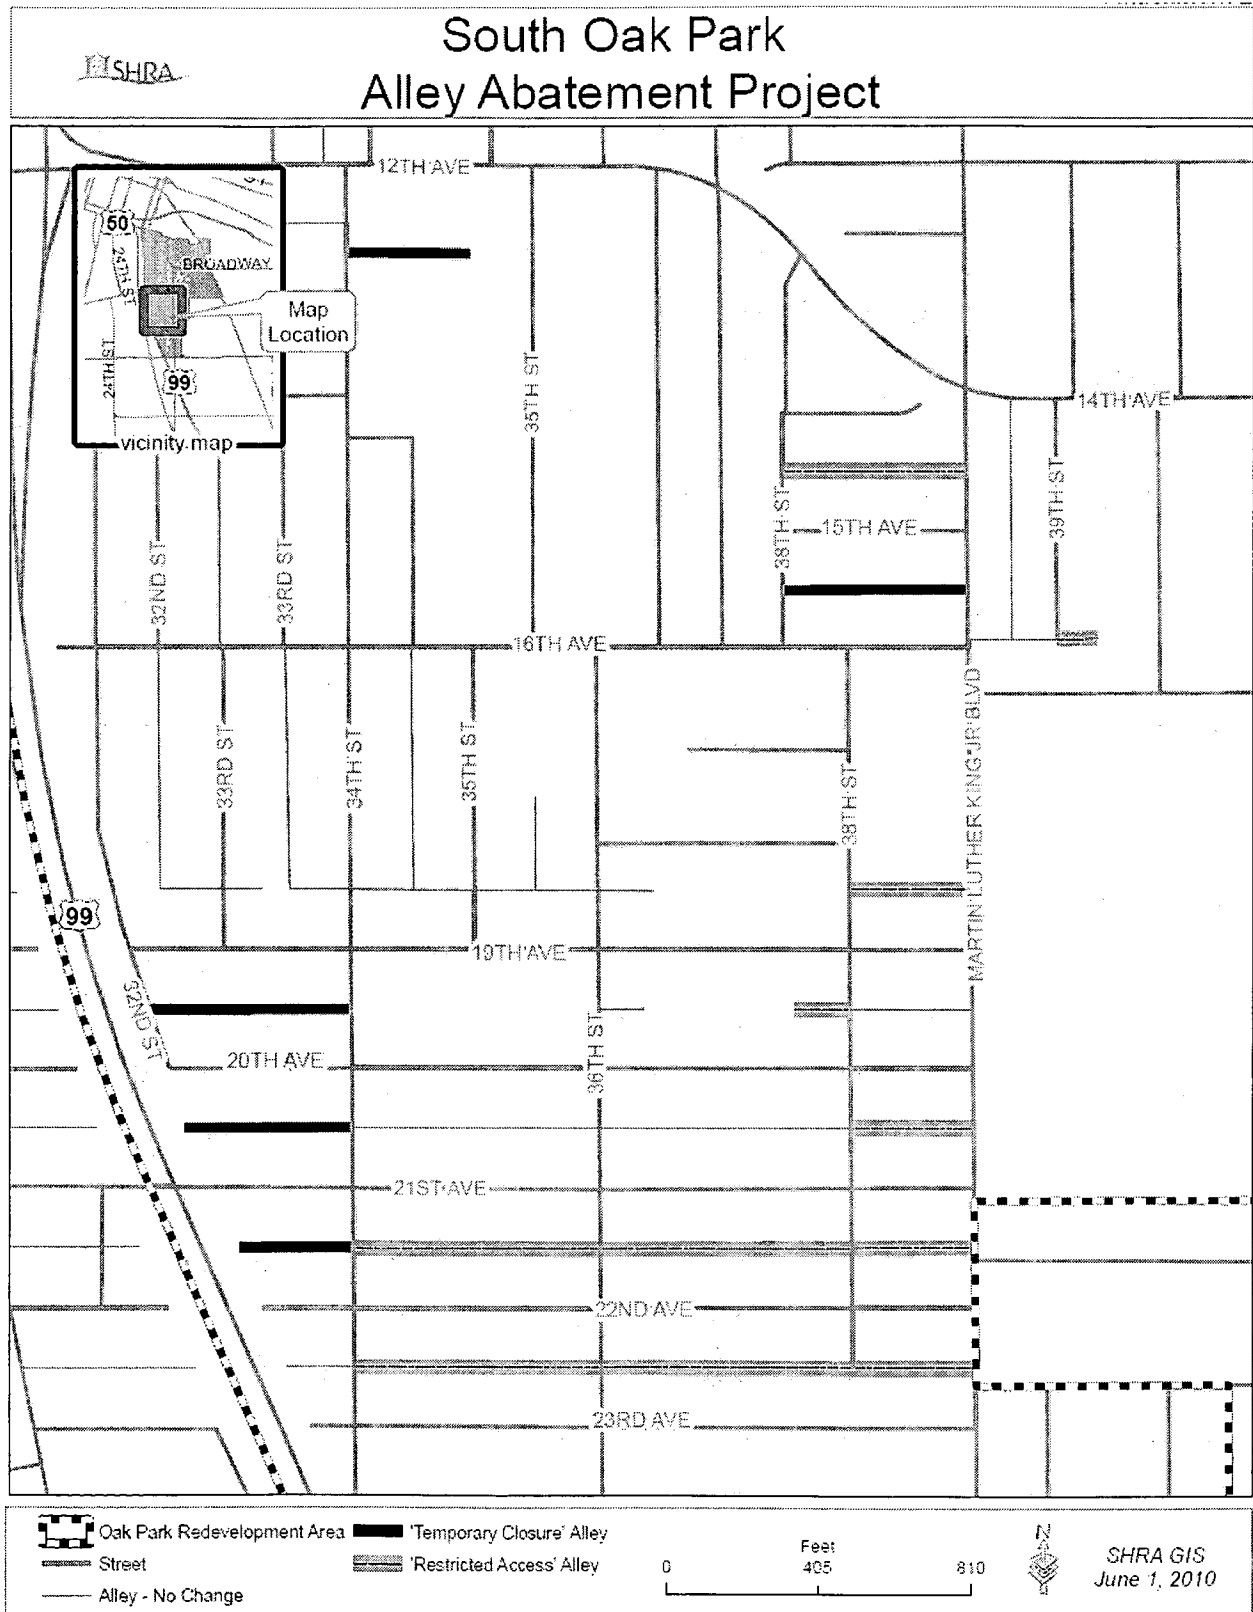 South Oak Park
Alley Abatement Project
SHRA
12TH AVE
50
24TH ST
BROADWAY
Map
Location
24TH ST
99
vicinity map
35TH ST
14TH AVE
38TH ST
15TH AVE
39TH ST
32ND ST
33RD ST
16TH AVE
33RD ST
34TH ST
35TH ST
38TH ST
MARTIN LUTHER KING JR BLVD
99
19TH AVE
32ND ST
36TH ST
20TH AVE
21ST AVE
22ND AVE
23RD AVE
Oak Park Redevelopment Area
Street
Alley - No Change
'Temporary Closure' Alley
'Restricted Access' Alley
Feet
0 405 810
N
SHRA GIS
June 1, 2010